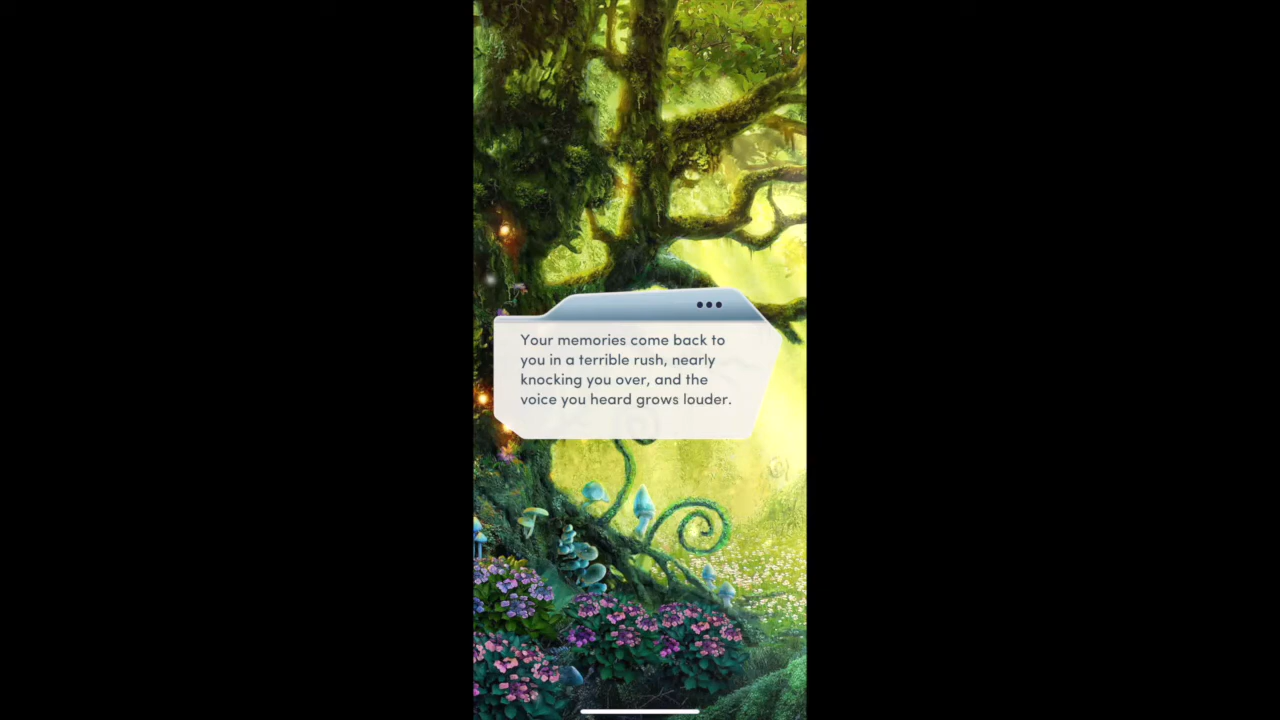 Your memories come back to
you in a terrible rush, nearly
knocking you over, and the
voice you heard grows louder.